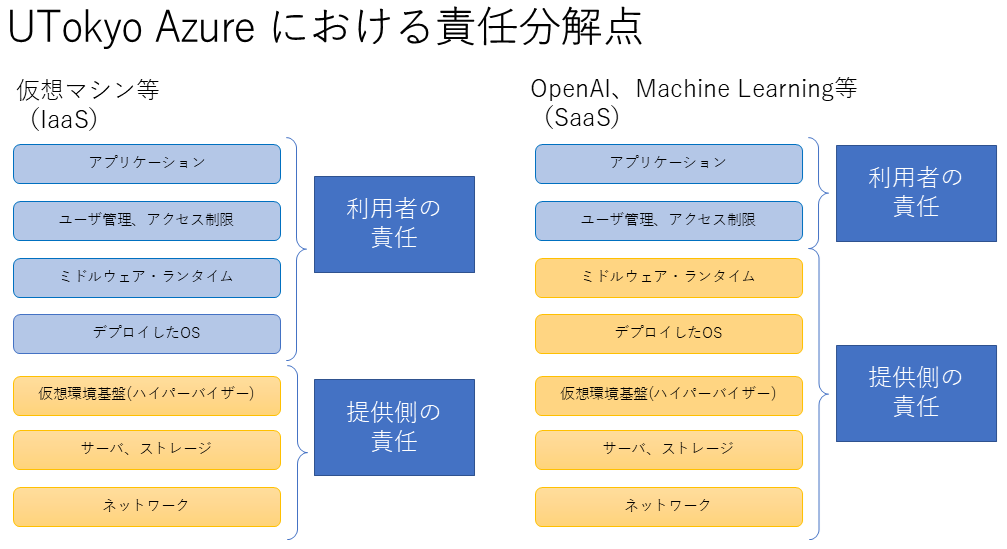 UTokyo Azure における責任分解点
仮想マシン等
（IaaS）
アプリケーション
ユーザ管理、アクセス制限
ミドルウェア・ランタイム
デプロイしたOS
仮想環境基盤(ハイパーバイザー)
サーバ、ストレージ
ネットワーク
利用者の
責任
提供側の
責任
OpenAI、Machine Learning等
（SaaS）
アプリケーション
ユーザ管理、アクセス制限
ミドルウェア・ランタイム
デプロイしたOS
仮想環境基盤(ハイパーバイザー)
サーバ、ストレージ
ネットワーク
利用者の
責任
提供側の
責任